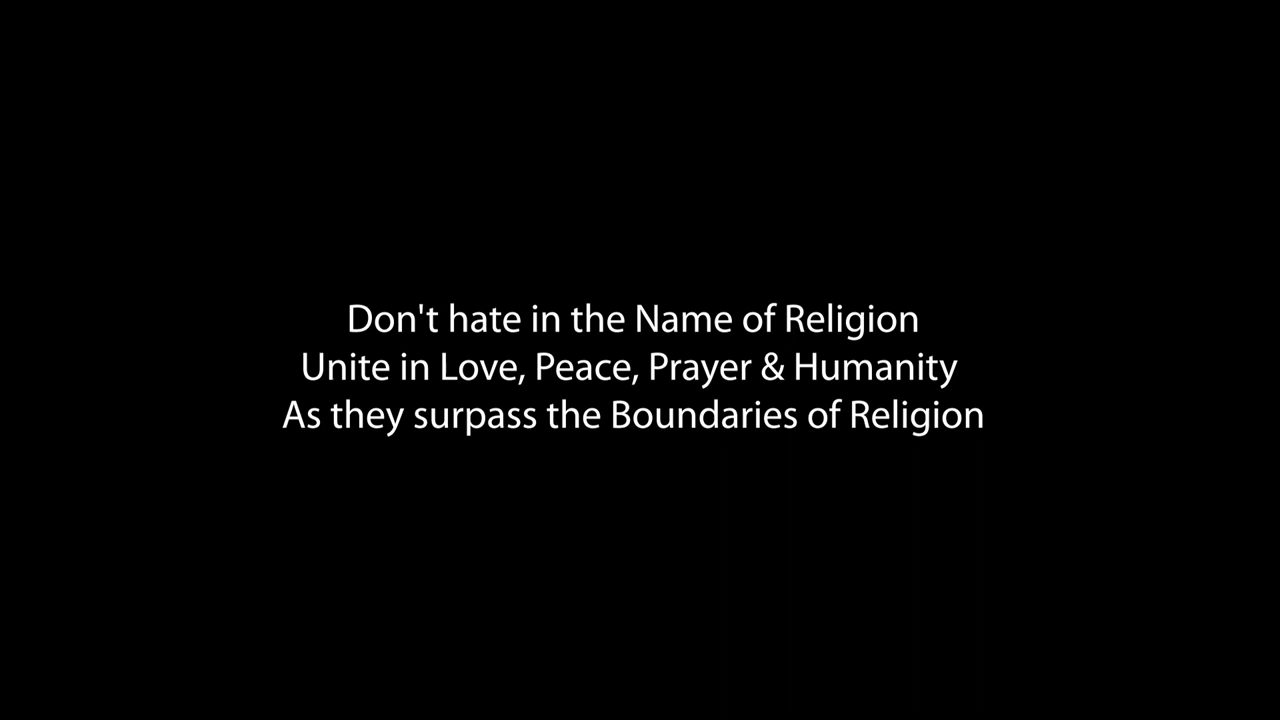 Don't hate in the Name of Religion
Unite in Love, Peace, Prayer & Humanity
As they surpass the Boundaries of Religion